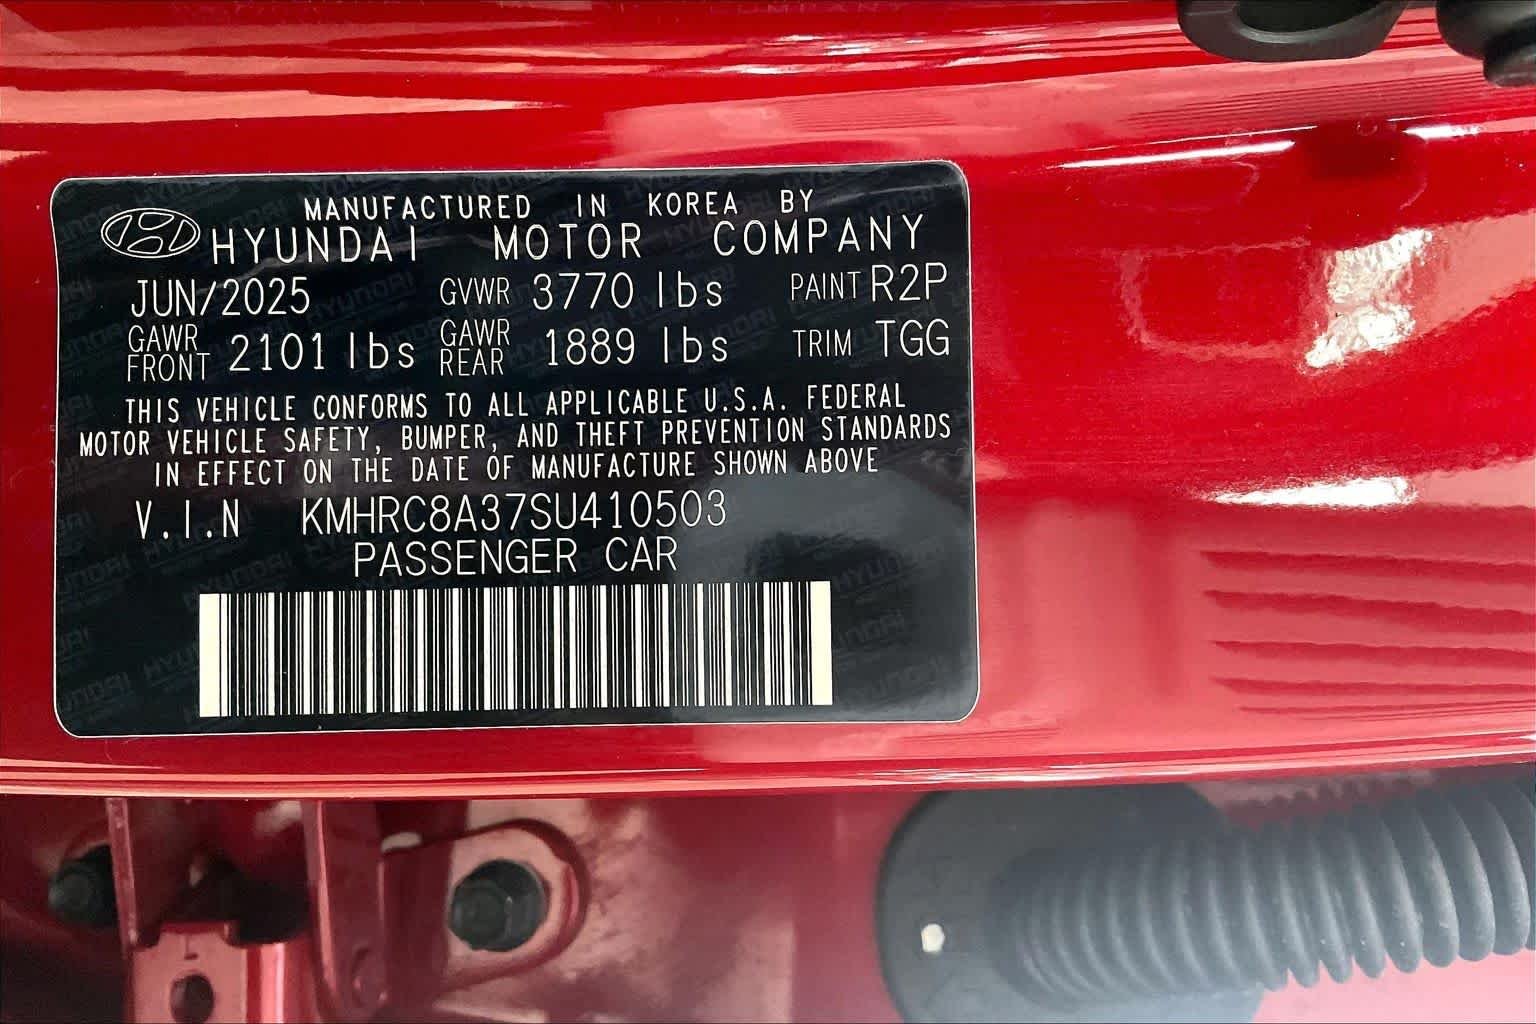 MANUFACTURED IN KOREA BY
HYUNDAI MOTOR COMPANY
JUN/2025 GVWR 3770 lbs PAINT R2P
GAWR FRONT 2101 lbs GAWR REAR 1889 lbs TRIM TGG
THIS VEHICLE CONFORMS TO ALL APPLICABLE U.S.A. FEDERAL
MOTOR VEHICLE SAFETY, BUMPER, AND THEFT PREVENTION STANDARDS
IN EFFECT ON THE DATE OF MANUFACTURE SHOWN ABOVE
V.I.N KMHRC8A37SU410503
PASSENGER CAR